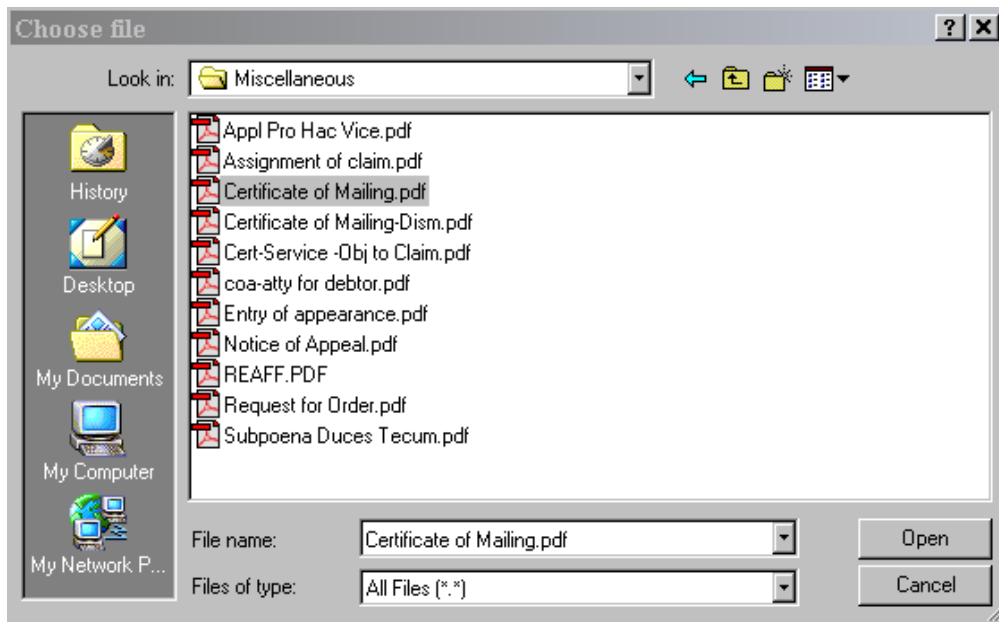 Choose file
Look in: Miscellaneous
History
Desktop
My Documents
My Computer
My Network P...
Appl Pro Hac Vice.pdf
Assignment of claim.pdf
Certificate of Mailing.pdf
Certificate of Mailing-Dism.pdf
Cert-Service -Obj to Claim.pdf
coa-atty for debtor.pdf
Entry of appearance.pdf
Notice of Appeal.pdf
REAFF.PDF
Request for Order.pdf
Subpoena Duces Tecum.pdf
File name: Certificate of Mailing.pdf Open
Files of type: All Files (*.*) Cancel